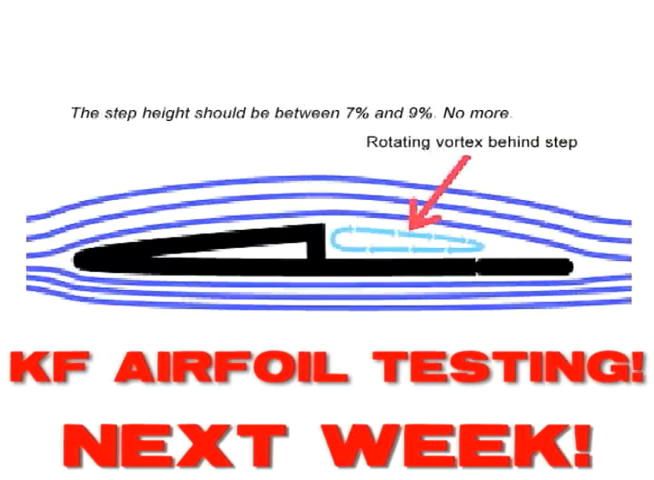 The step height should be between 7% and 9%. No more.
Rotating vortex behind step
KF AIRFOIL TESTING!
NEXT WEEK!